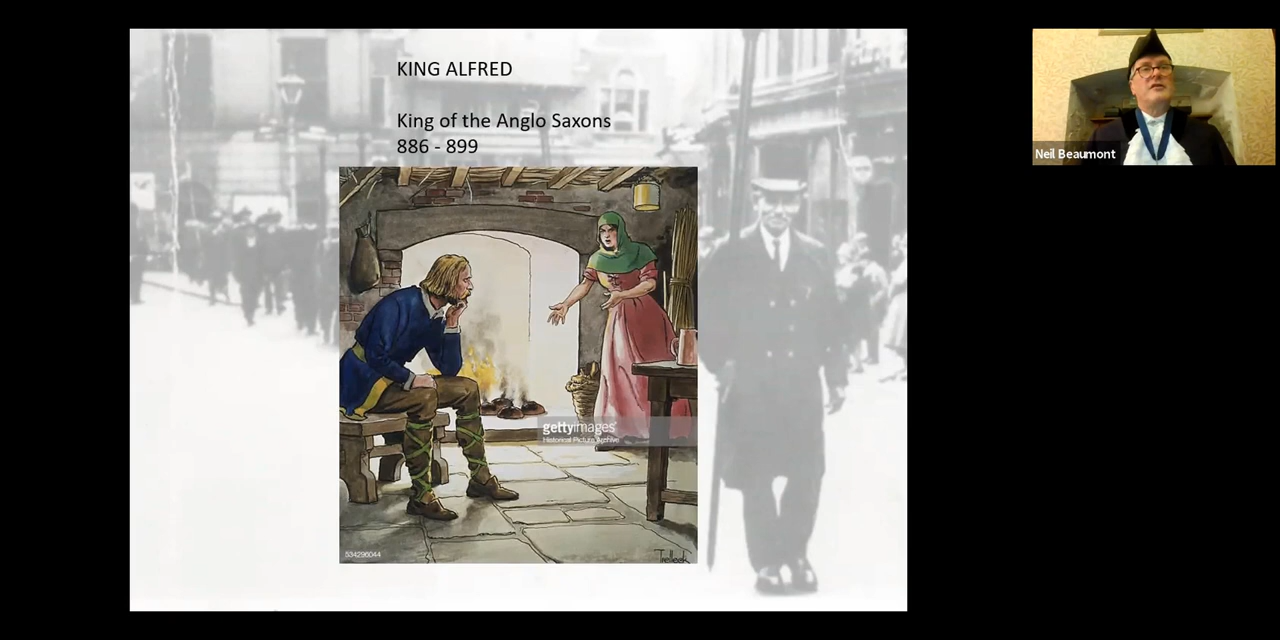 KING ALFRED
King of the Anglo Saxons
886 - 899
gettyimages®
Historical Picture Archive
534296044
Neil Beaumont